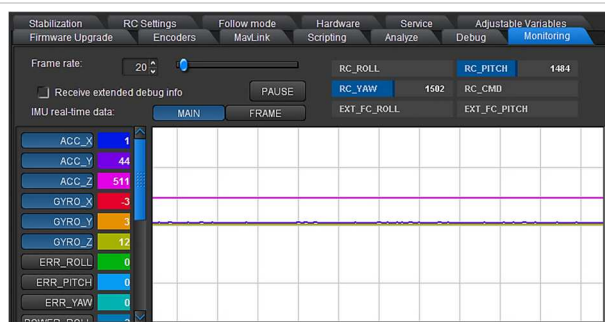 Stabilization RC Settings Follow mode Hardware Service Adjustable Variables
Firmware Upgrade Encoders MavLink Scripting Analyze Debug Monitoring
Frame rate: 20
RC_ROLL RC_PITCH 1484
Receive extended debug info PAUSE
RC_YAW 1502 RC_CMD
IMU real-time data: MAIN FRAME
EXT_FC_ROLL EXT_FC_PITCH
ACC_X 1
ACC_Y 44
ACC_Z 511
GYRO_X -3
GYRO_Y 3
GYRO_Z 12
ERR_ROLL 0
ERR_PITCH 0
ERR_YAW 0
POWER_ROLL